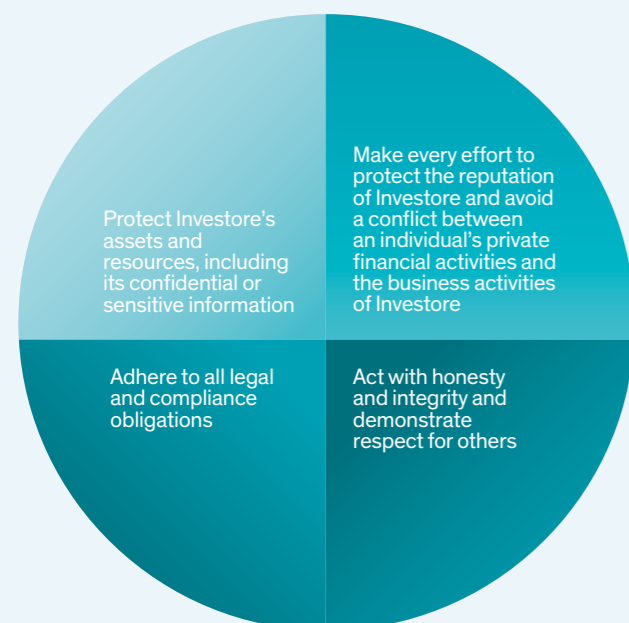 Protect Investore's
assets and
resources, including
its confidential or
sensitive information
Make every effort to
protect the reputation
of Investore and avoid
a conflict between
an individual's private
financial activities and
the business activities
of Investore
Adhere to all legal
and compliance
obligations
Act with honesty
and integrity and
demonstrate
respect for others